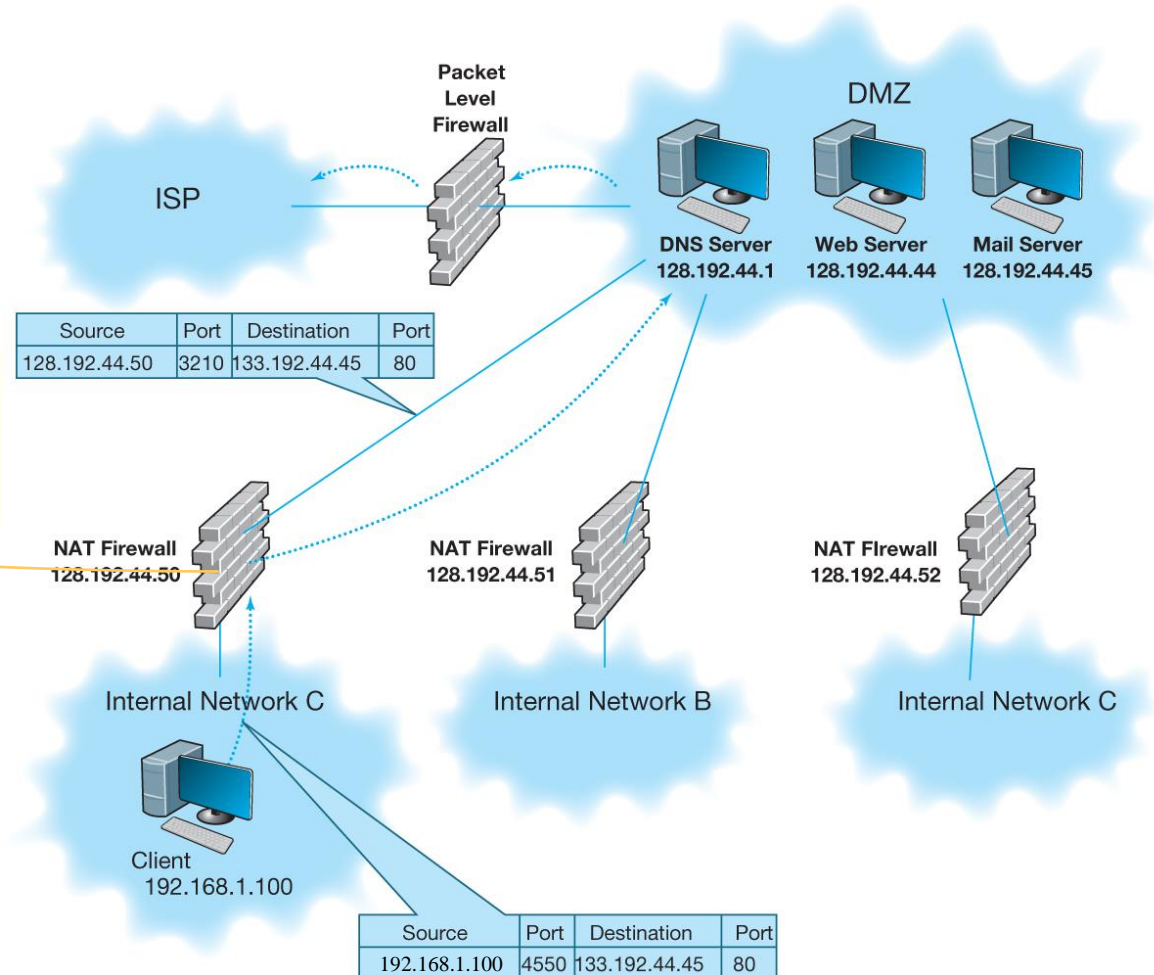 Packet
Level
Firewall
DMZ
ISP
DNS Server
128.192.44.1
Web Server
128.192.44.44
Mail Server
128.192.44.45
Source Port Destination Port
128.192.44.50 3210 133.192.44.45 80
NAT Firewall
128.192.44.50
NAT Firewall
128.192.44.51
NAT FIrewall
128.192.44.52
Internal Network C
Internal Network B
Internal Network C
Client
192.168.1.100
Source Port Destination Port
192.168.1.100 4550 133.192.44.45 80